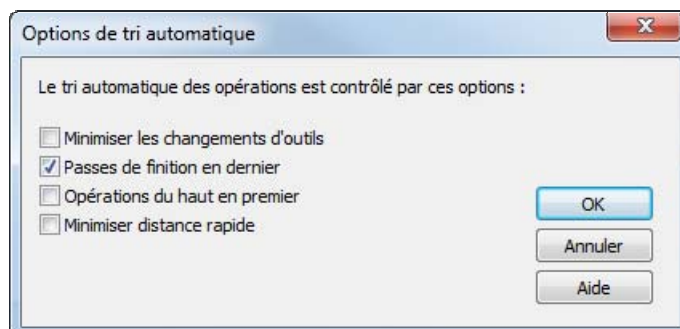 Options de tri automatique
Le tri automatique des opérations est contrôlé par ces options :
Minimiser les changements d'outils
Passes de finition en dernier
Opérations du haut en premier
Minimiser distance rapide
OK
Annuler
Aide